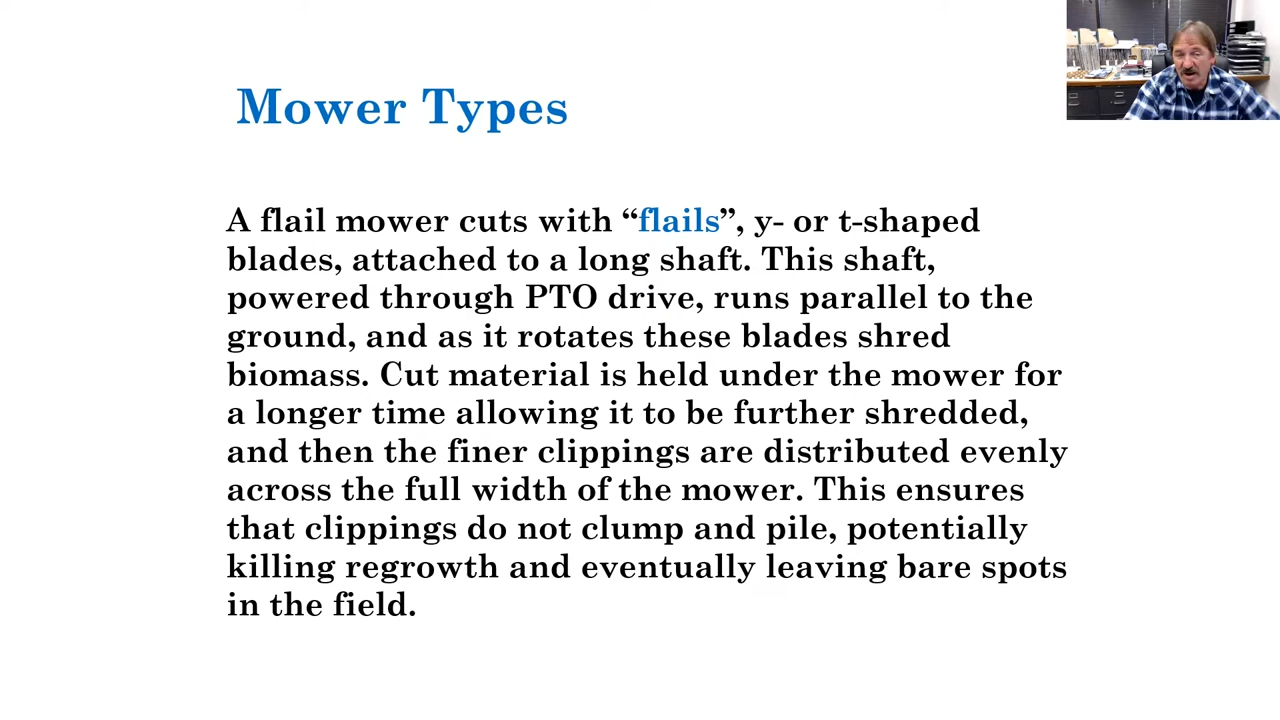 Mower Types
A flail mower cuts with “flails”, y- or t-shaped
blades, attached to a long shaft. This shaft,
powered through PTO drive, runs parallel to the
ground, and as it rotates these blades shred
biomass. Cut material is held under the mower for
a longer time allowing it to be further shredded,
and then the finer clippings are distributed evenly
across the full width of the mower. This ensures
that clippings do not clump and pile, potentially
killing regrowth and eventually leaving bare spots
in the field.